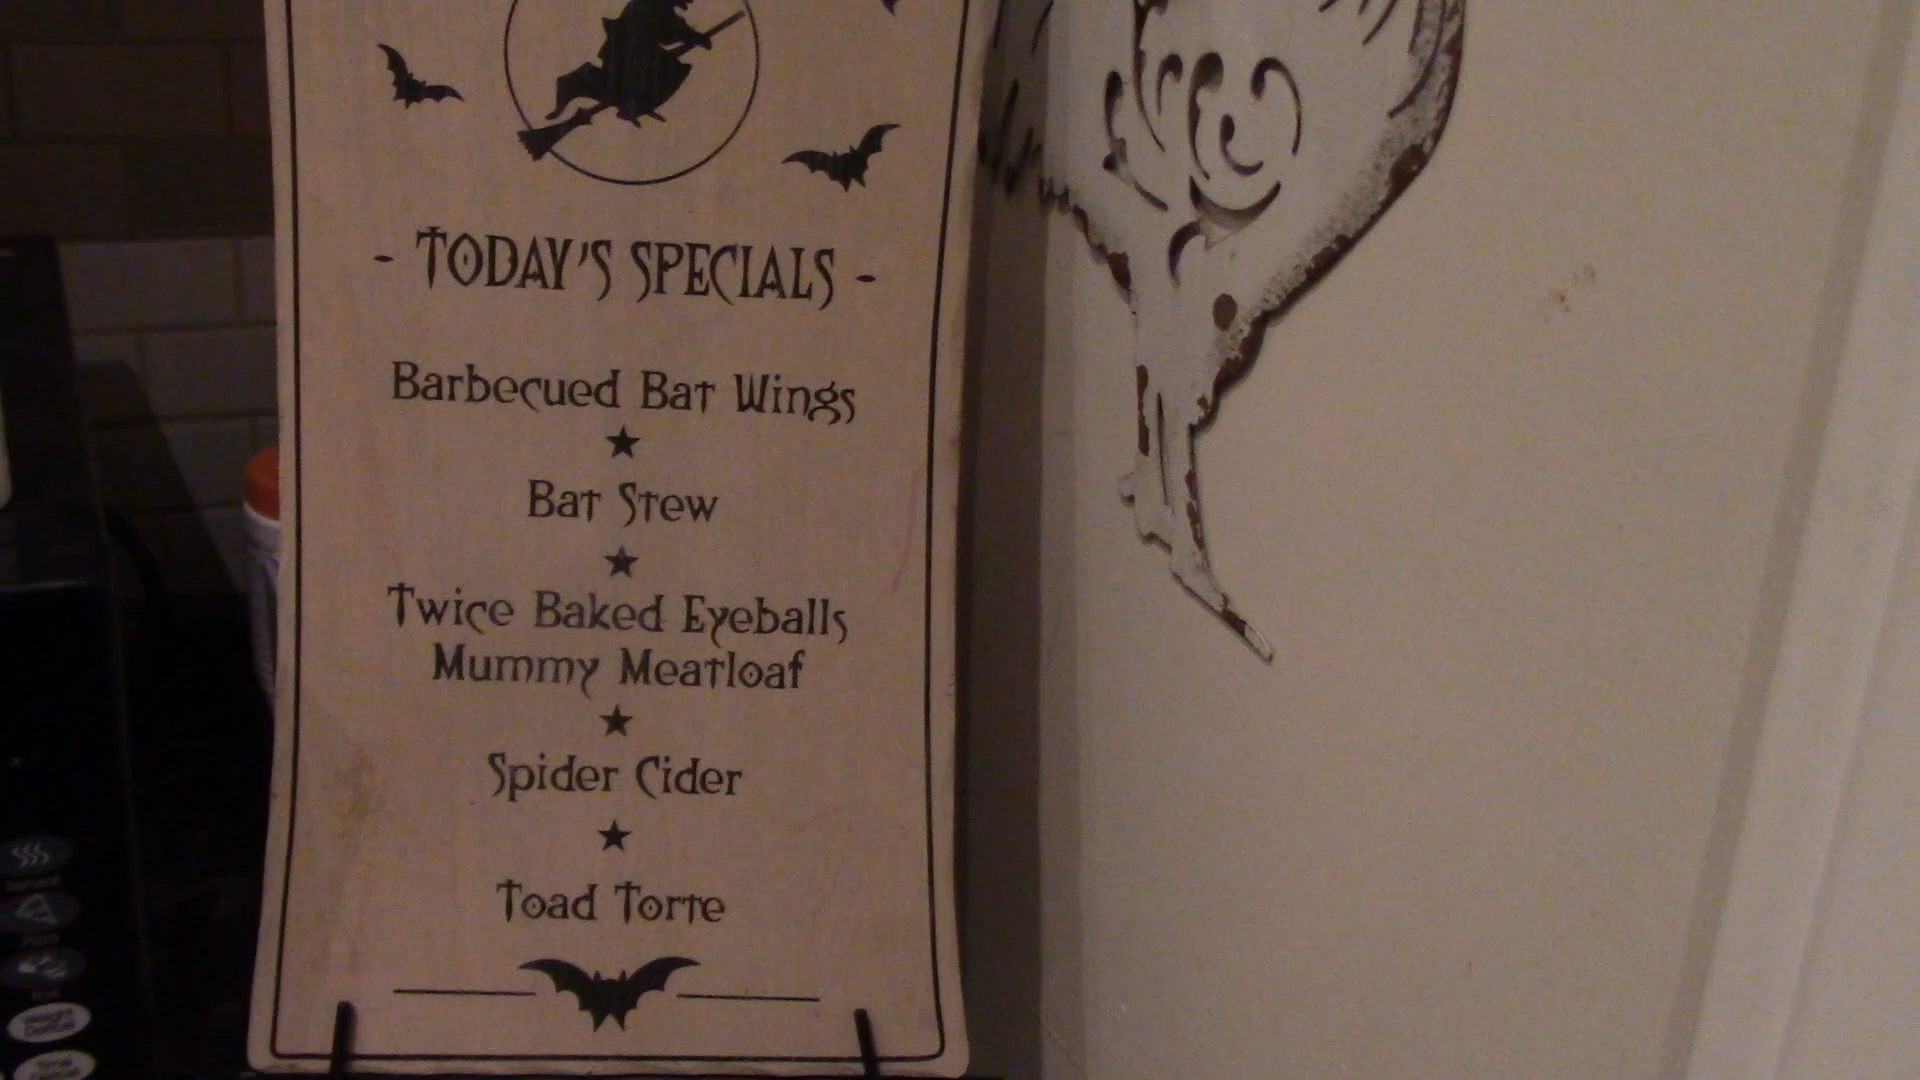 - TODAY'S SPECIALS -
Barbecued Bat Wings
Bat Stew
Twice Baked Eyeballs
Mummy Meatloaf
Spider Cider
Toad Torte